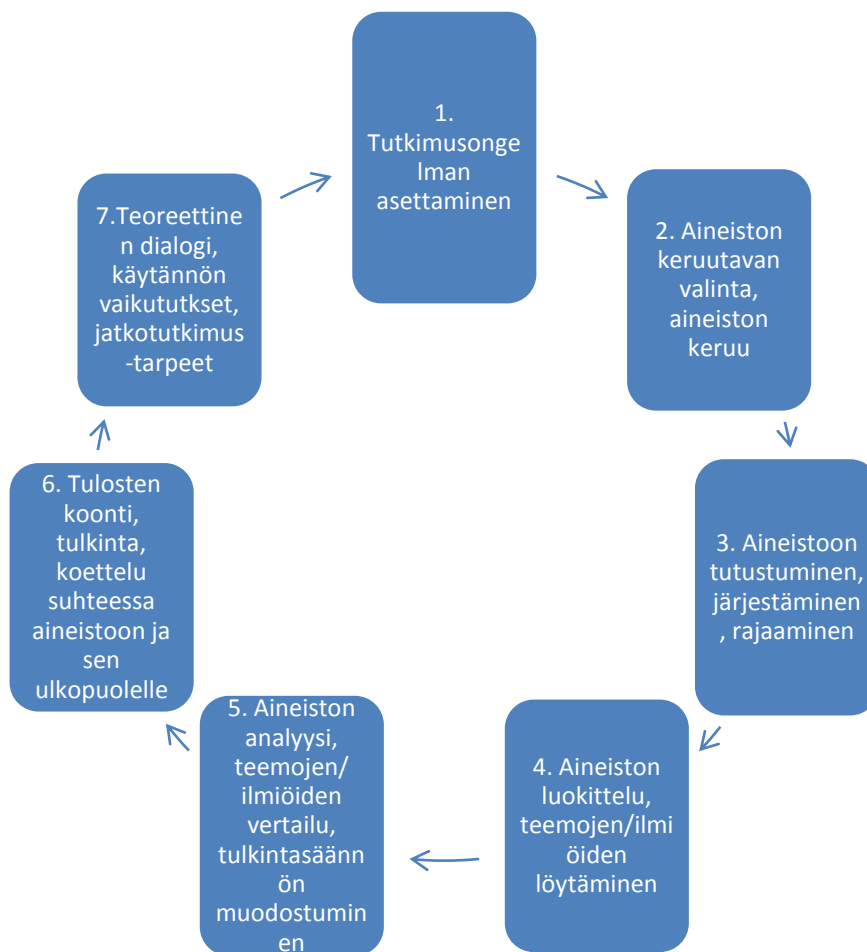 1.
Tutkimusonge
lman
asettaminen
2. Aineiston
keruutavan
valinta,
aineiston
keruu
3. Aineistoon
tutustuminen,
järjestäminen
, rajaaminen
4. Aineiston
luokittelu,
teemojen/ilmi
öiden
löytäminen
5. Aineiston
analyysi,
teemojen/
ilmiöiden
vertailu,
tulkintasäänn
ön
muodostumin
en
6. Tulosten
koonti,
tulkinta,
koettelu
suhteessa
aineistoon ja
sen
ulkopuolelle
7.Teoreettine
n dialogi,
käytännön
vaikututkset,
jatkotutkimus
-tarpeet